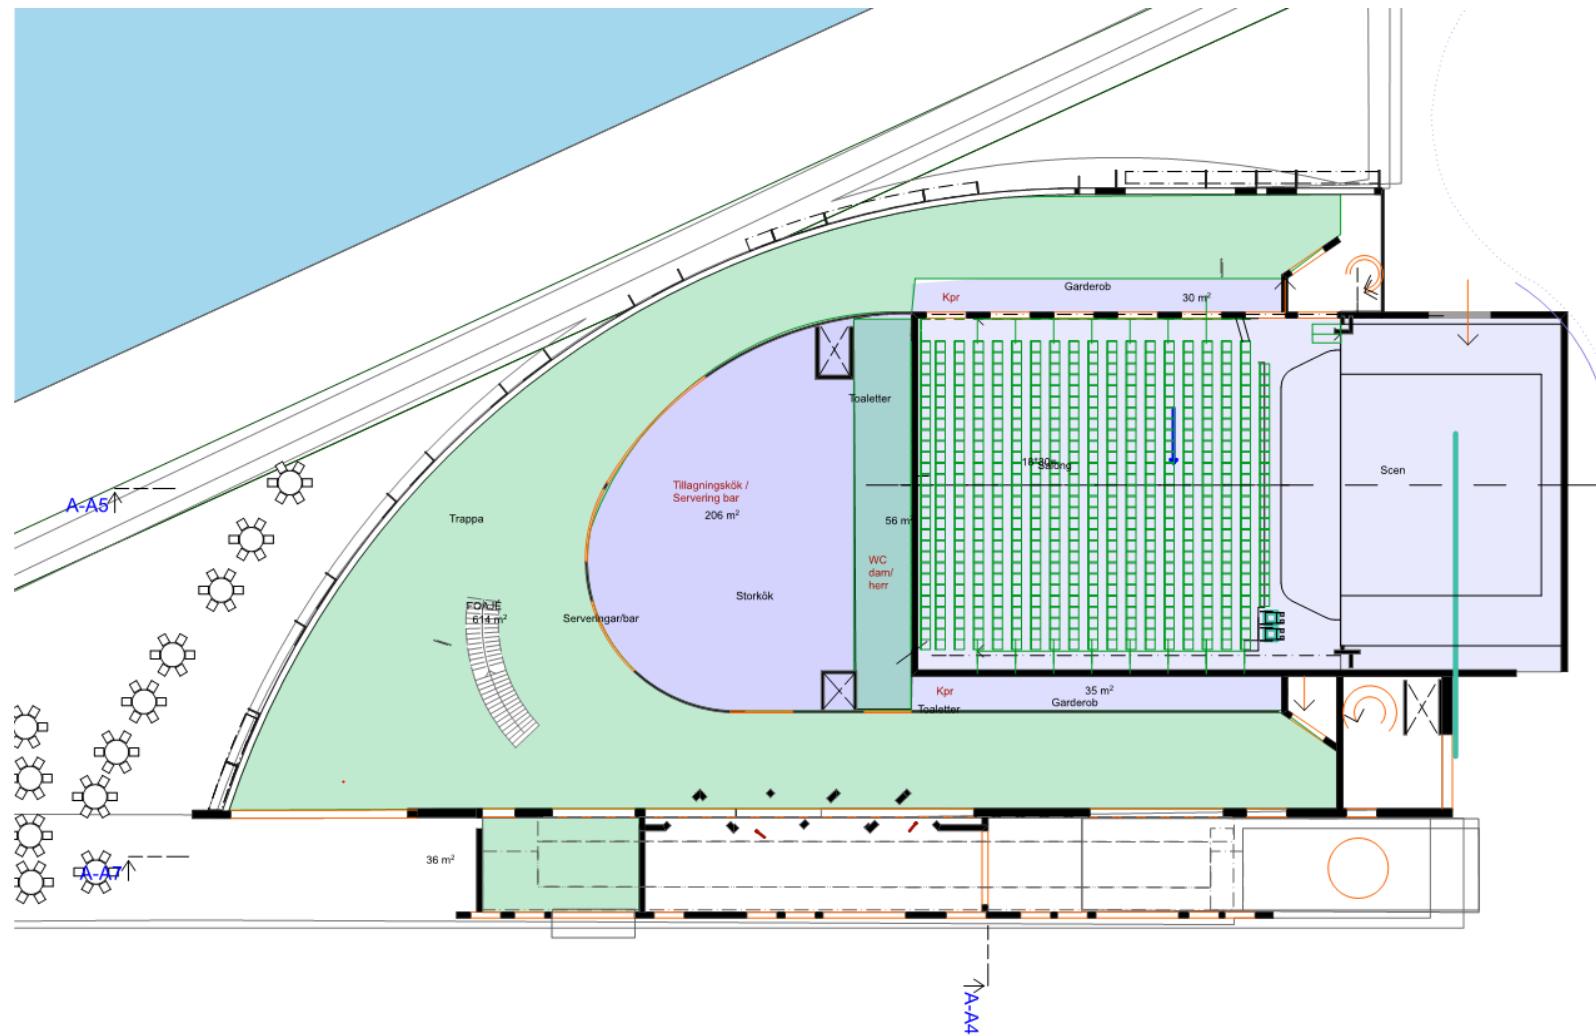 Garderob
Kpr
30 m²
Toaletter
Scen
Salong
Tillagningskök /
Servering bar
206 m²
A-A5
Trappa
56 m²
WC
dam/
herr
Storkök
FOAJE
614 m²
Serveringar/bar
Kpr
35 m²
Garderob
Toaletter
36 m²
A-A7
A-A4